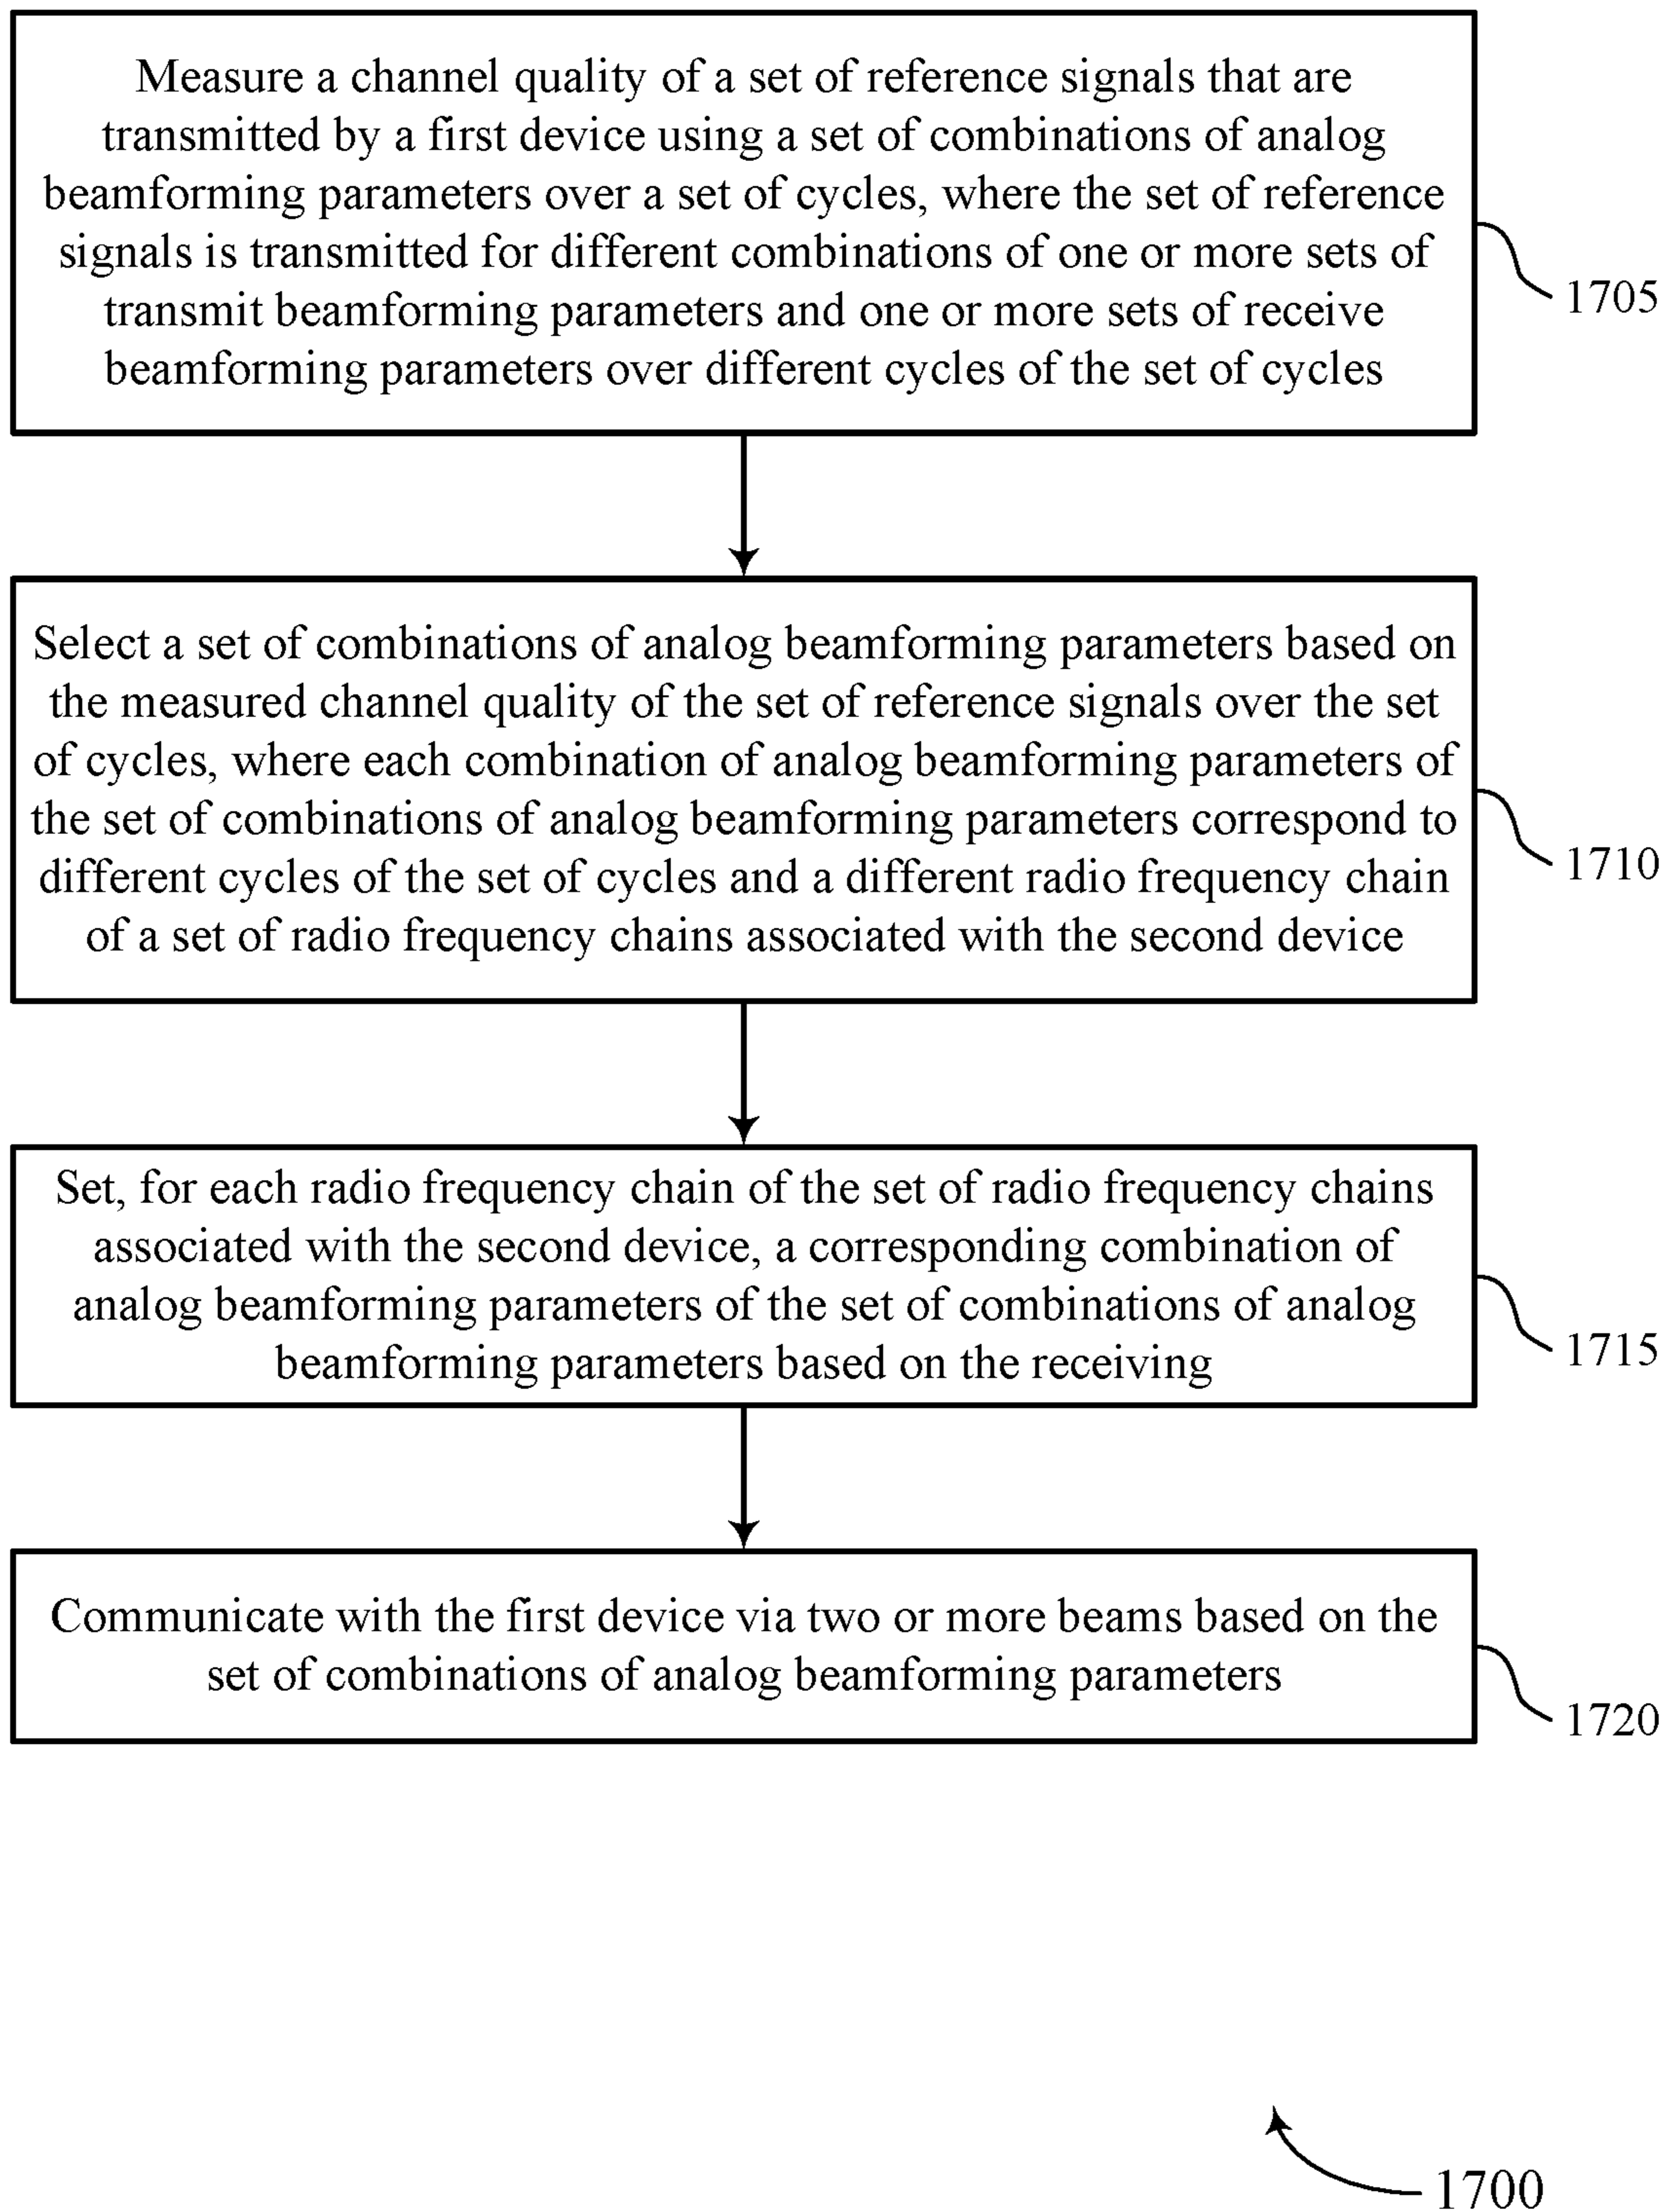 Measure a channel quality of a set of reference signals that are
transmitted by a first device using a set of combinations of analog
beamforming parameters over a set of cycles, where the set of reference
signals is transmitted for different combinations of one or more sets of
transmit beamforming parameters and one or more sets of receive
beamforming parameters over different cycles of the set of cycles
1705
Select a set of combinations of analog beamforming parameters based on
the measured channel quality of the set of reference signals over the set
of cycles, where each combination of analog beamforming parameters of
the set of combinations of analog beamforming parameters correspond to
different cycles of the set of cycles and a different radio frequency chain
of a set of radio frequency chains associated with the second device
1710
Set, for each radio frequency chain of the set of radio frequency chains
associated with the second device, a corresponding combination of
analog beamforming parameters of the set of combinations of analog
beamforming parameters based on the receiving
1715
Communicate with the first device via two or more beams based on the
set of combinations of analog beamforming parameters
1720
1700